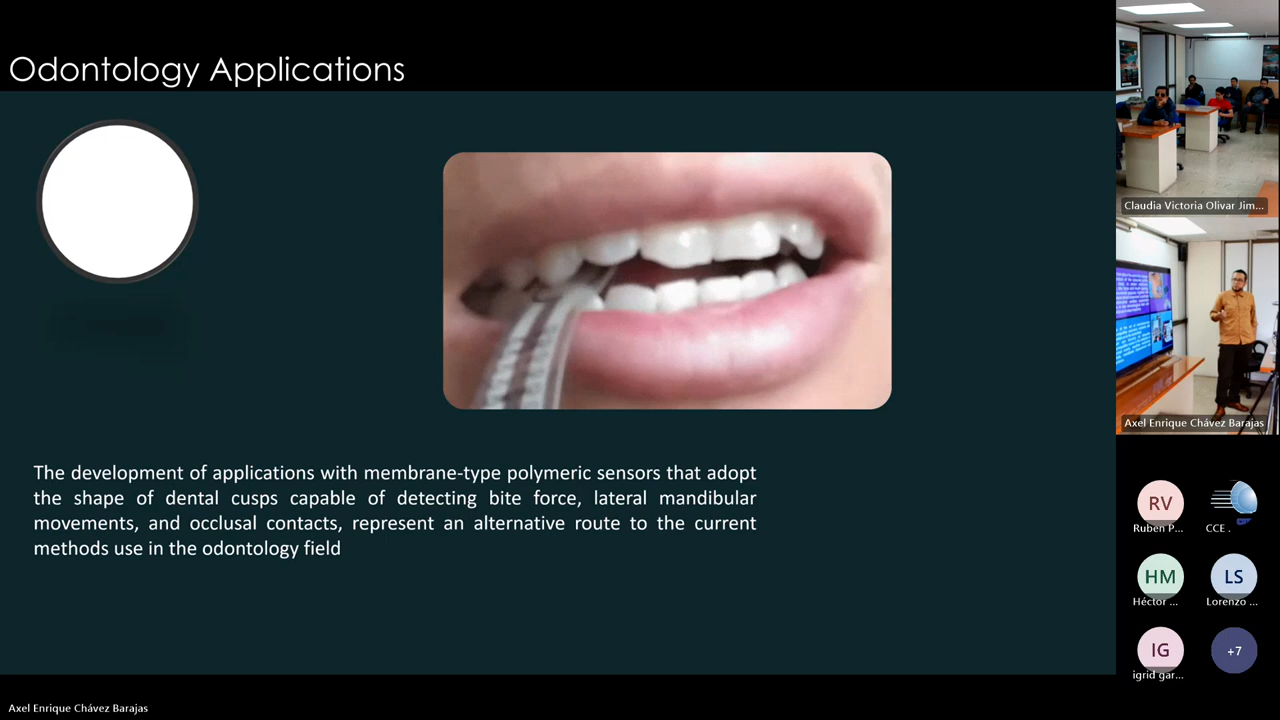 Odontology Applications
The development of applications with membrane-type polymeric sensors that adopt
the shape of dental cusps capable of detecting bite force, lateral mandibular
movements, and occlusal contacts, represent an alternative route to the current
methods use in the odontology field
Claudia Victoria Olivar Jim...
Axel Enrique Chávez Barajas
RV
Ruben P...
CCE .
HM
Héctor ...
LS
Lorenzo ...
IG
igrid gar...
+7
Axel Enrique Chávez Barajas